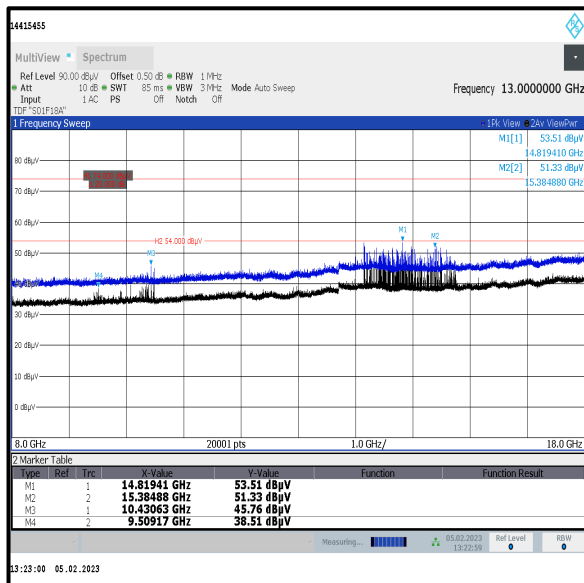 14415455
MultiView Spectrum
Ref Level 90.00 dBµV Offset 0.50 dB RBW 1 MHz
Att 10 dB SWT 85 ms VBW 3 MHz Mode Auto Sweep Frequency 13.0000000 GHz
Input 1 AC PS Off Notch Off
TDF "S01F18A"
1 Frequency Sweep 1Pk View 2Av ViewPwr
M1[1] 53.51 dBµV
14.819410 GHz
M2[2] 51.33 dBµV
15.384880 GHz
80 dBµV
70 dBµV
60 dBµV
H2 54.000 dBµV
M1
M2
50 dBµV
M3
M4
40 dBµV
30 dBµV
20 dBµV
10 dBµV
0 dBµV
8.0 GHz 20001 pts 1.0 GHz/ 18.0 GHz
2 Marker Table
Type Ref Trc X-Value Y-Value Function Function Result
M1 1 14.81941 GHz 53.51 dBµV
M2 2 15.38488 GHz 51.33 dBµV
M3 1 10.43063 GHz 45.76 dBµV
M4 2 9.50917 GHz 38.51 dBµV
Measuring... 05.02.2023 Ref Level RBW
13:22:59
13:23:00 05.02.2023